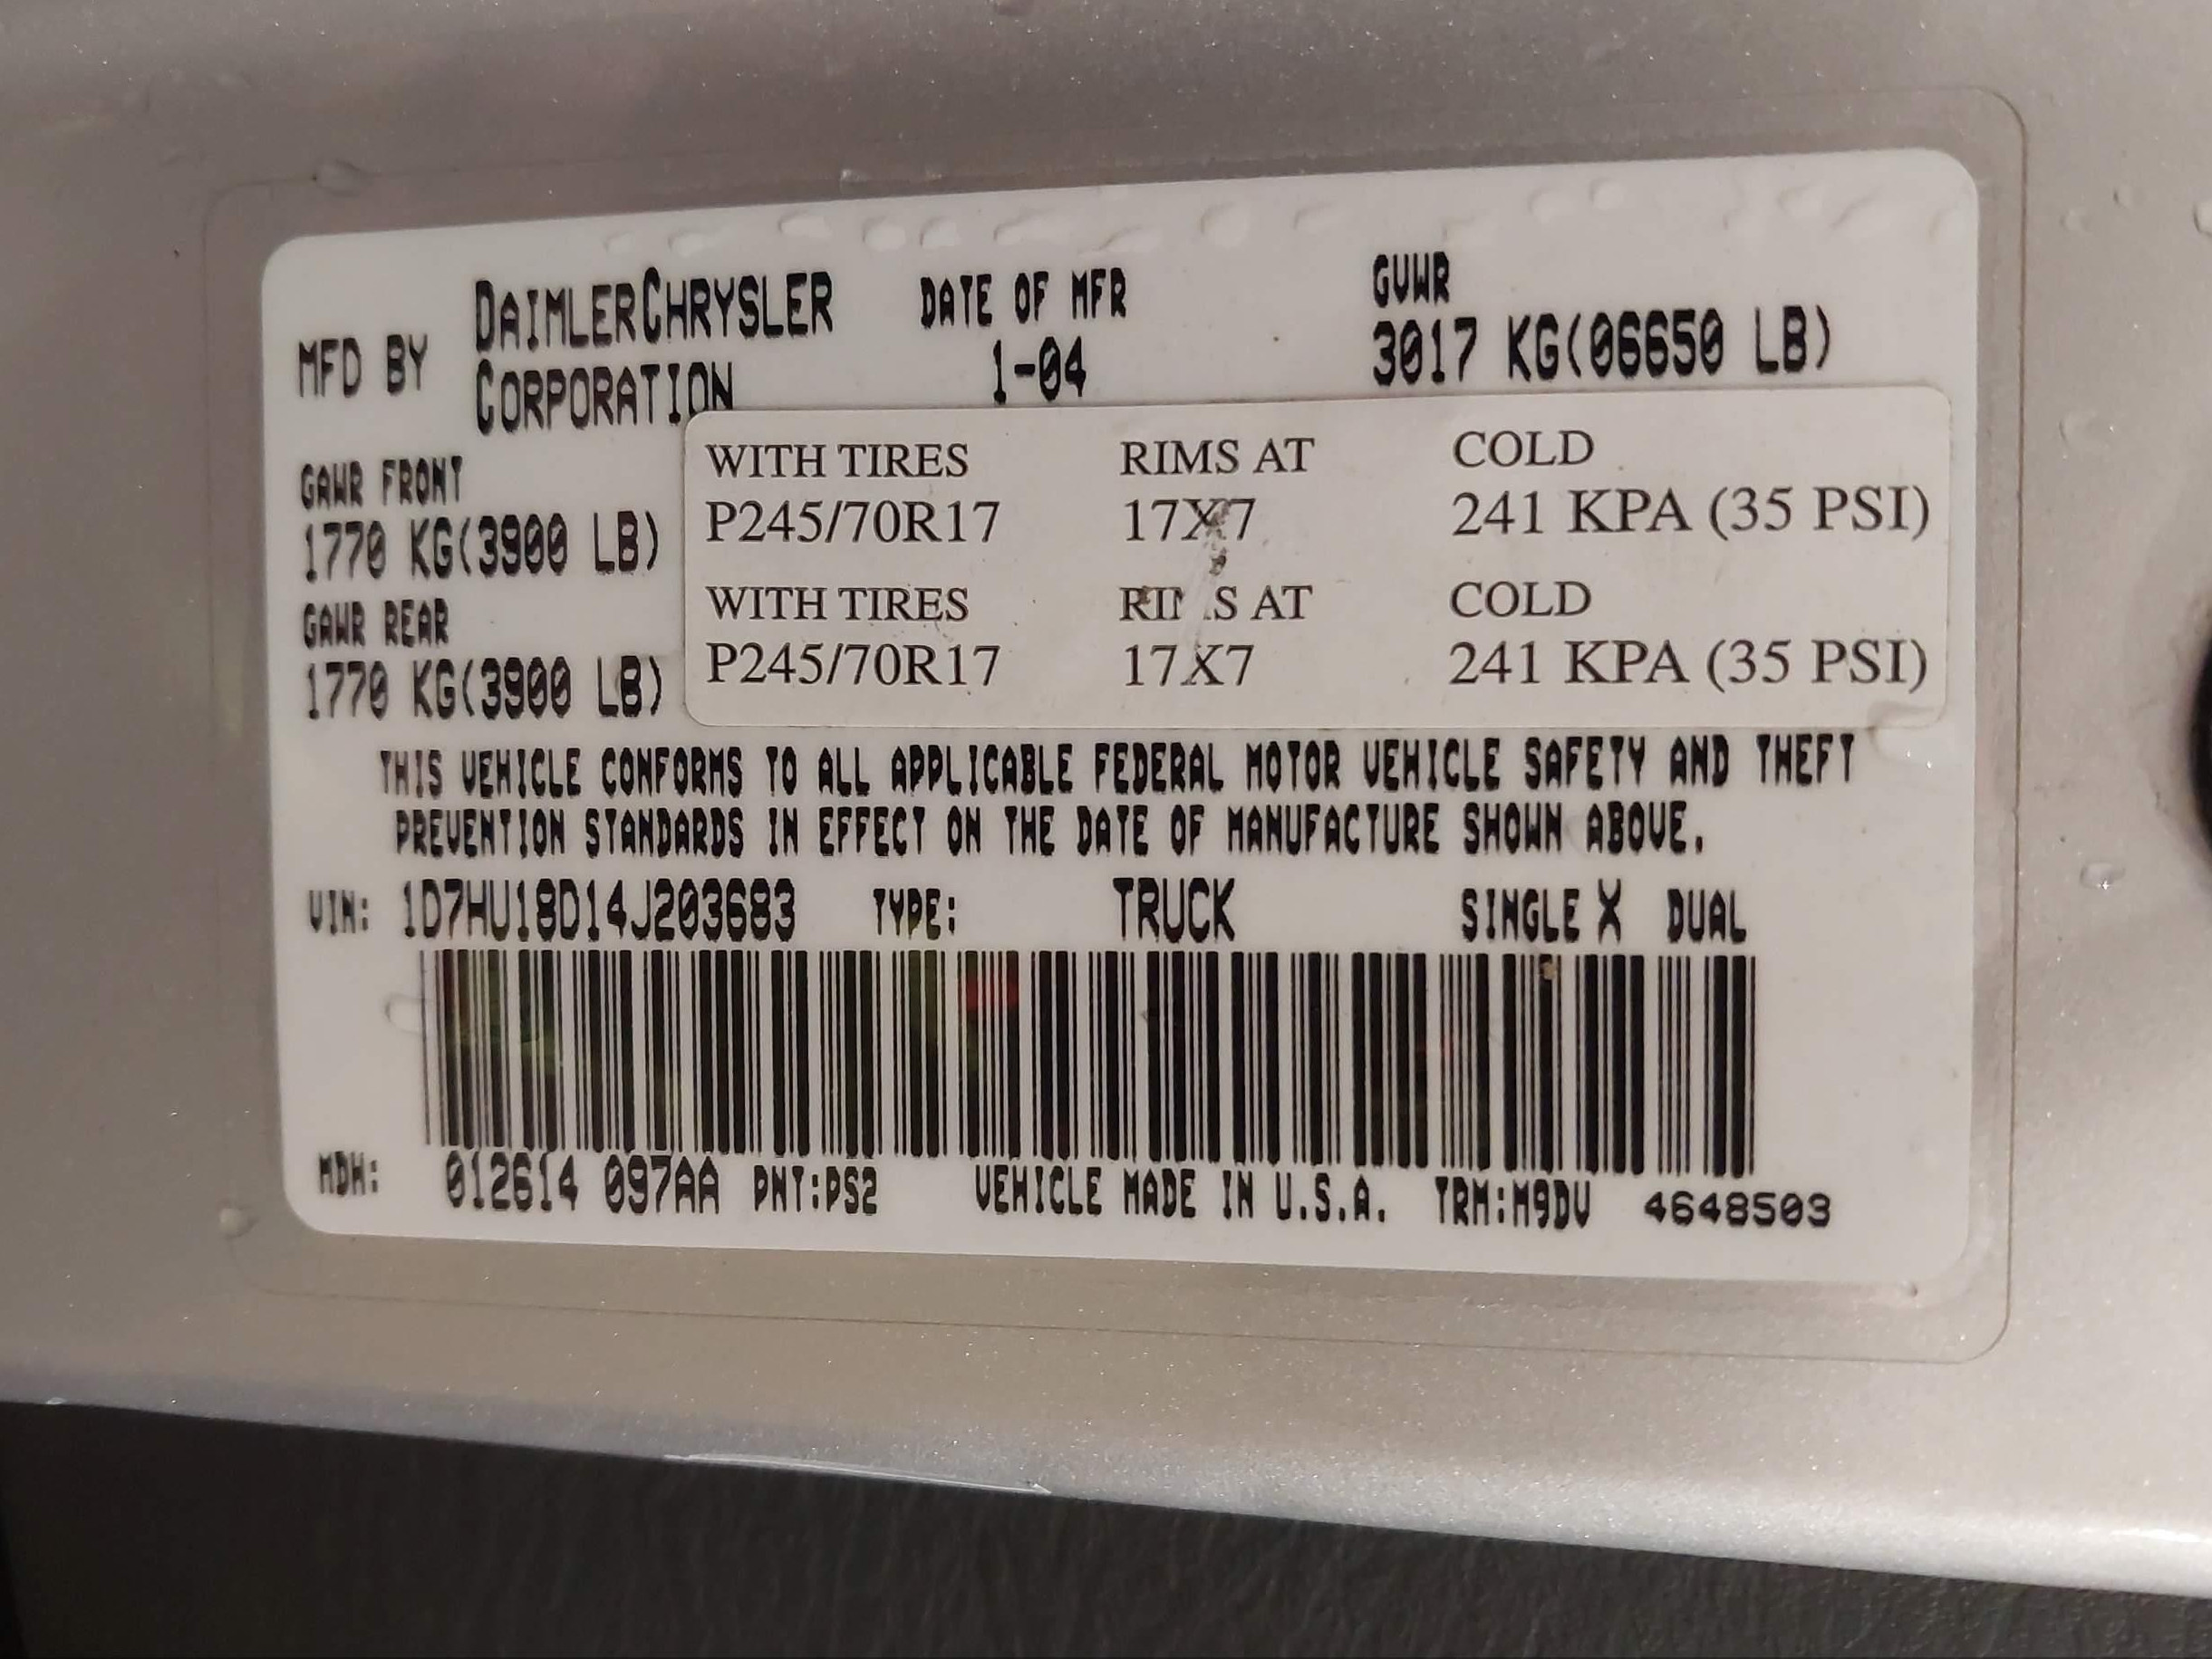 MFD BY DAIMLERCHRYSLER CORPORATION
DATE OF MFR
1-04
GVWR
3017 KG(06650 LB)
GAWR FRONT
1770 KG(3900 LB)
WITH TIRES RIMS AT COLD
P245/70R17 17X7 241 KPA (35 PSI)
GAWR REAR
1770 KG(3900 LB)
WITH TIRES RIMS AT COLD
P245/70R17 17X7 241 KPA (35 PSI)
THIS VEHICLE CONFORMS TO ALL APPLICABLE FEDERAL MOTOR VEHICLE SAFETY AND THEFT
PREVENTION STANDARDS IN EFFECT ON THE DATE OF MANUFACTURE SHOWN ABOVE.
VIN: 1D7HU18D14J203683 TYPE: TRUCK SINGLE X DUAL
MDH: 012614 097AA PNT:PS2 VEHICLE MADE IN U.S.A. TRM:M9DV 4648503